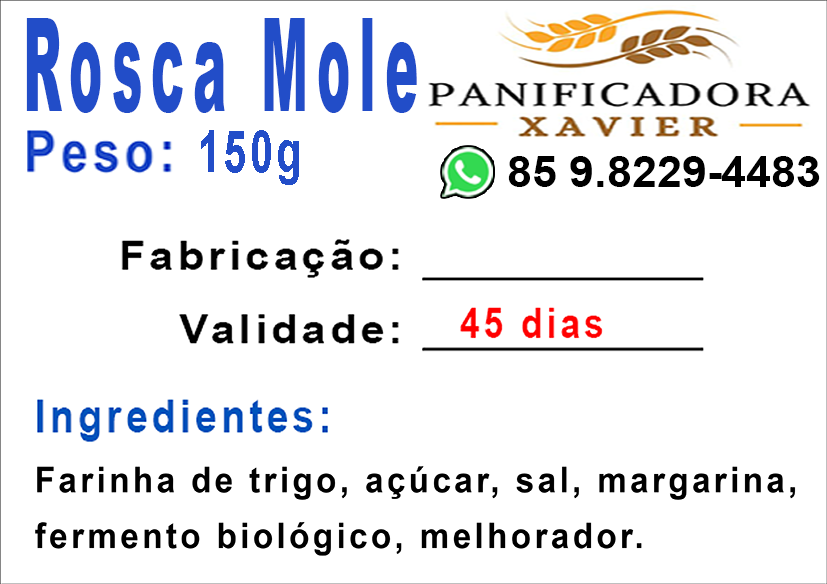 Rosca Mole
Peso: 150g
PANIFICADORA
XAVIER
85 9.8229-4483
Fabricação:
Validade: 45 dias
Ingredientes:
Farinha de trigo, açúcar, sal, margarina,
fermento biológico, melhorador.